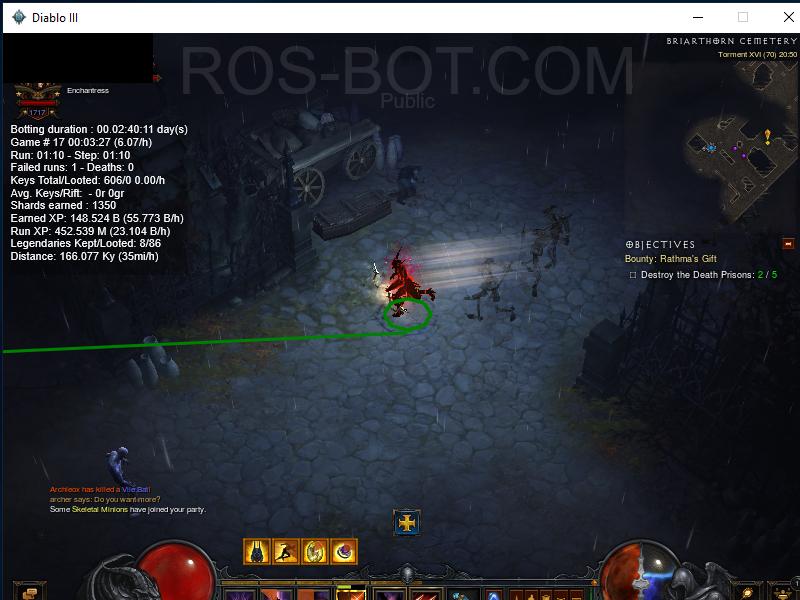 Diablo III
BRIARTHORN CEMETERY
Torment XVI (70) 20:50
ROS-BOT.COM
Public
Enchantress
1717
Botting duration : 00.02:40:11 day(s)
Game # 17 00:03:27 (6.07/h)
Run: 01:10 - Step: 01:10
Failed runs: 1 - Deaths: 0
Keys Total/Looted: 606/0 0.00/h
Avg. Keys/Rift: - 0r 0gr
Shards earned : 1350
Earned XP: 148.524 B (55.773 B/h)
Run XP: 452.539 M (23.104 B/h)
Legendaries Kept/Looted: 8/86
Distance: 166.077 Ky (35mi/h)
OBJECTIVES
Bounty: Rathma's Gift
Destroy the Death Prisons: 2 / 5
Archieox has killed a Vile Bat!
archer says: Do you want more?
Some Skeletal Minions have joined your party.